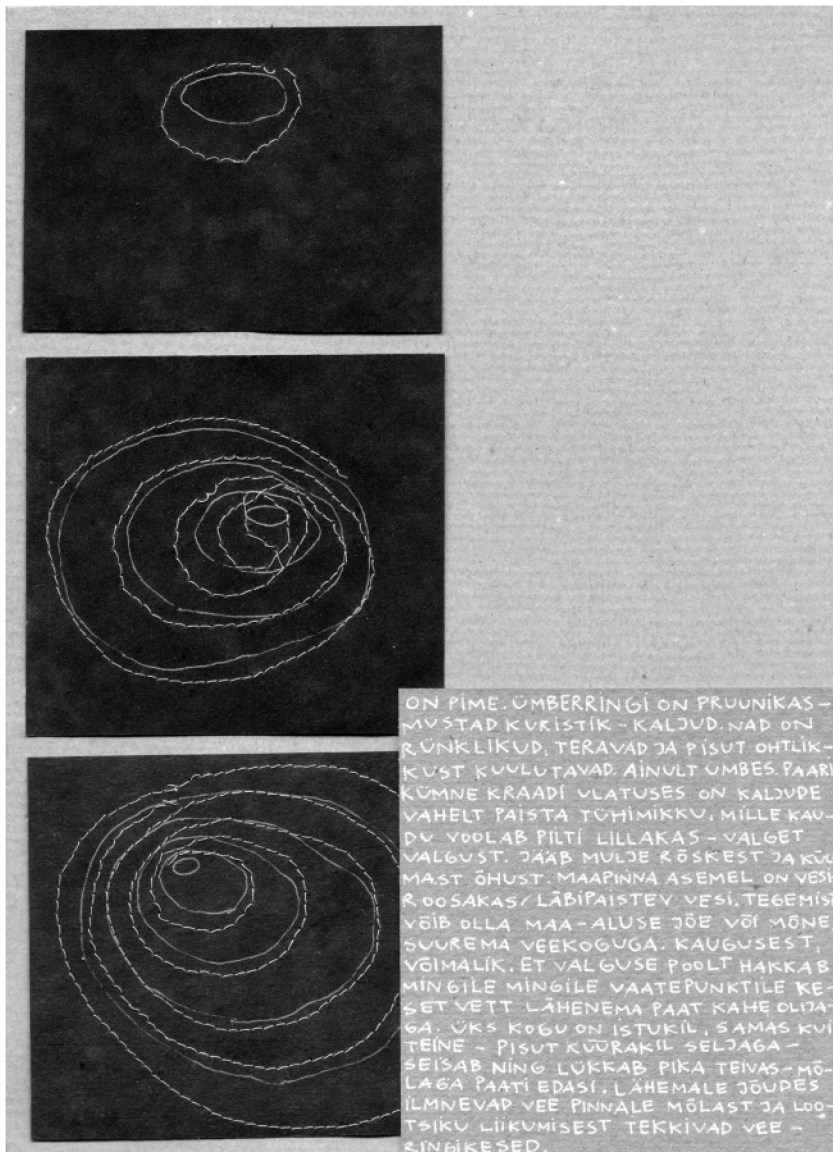 ON PIME. ÜMBERRINGI ON PRUUNIKAS-
MUSTAD KURISTIK-KALJUD. NAD ON
RÜNKLIKUD, TERAVAD JA PISUT OHTLIK-
KUST KUULUTAVAD. AINULT UMBES PAARI
KÜMNE KRAADI ULATUSES ON KALJUDE
VAHELT PAISTA TÜHIMIKKU, MILLE KAU-
DU VOOLAB PILTI LILLAKAS-VALGET
VALGUST. JÄÄB MULJE RÕSKEST JA KÜL
MAST ÕHUST. MAAPINNA ASEMEL ON VESI
ROOSAKAS/LÄBIPAISTEV VESI. TEGEMIST
VÕIB OLLA MAA-ALUSE JÕE VÕI MÕNE
SUUREMA VEEKOGUGA. KAUGUSEST,
VÕIMALIK, ET VALGUSE POOLT HAKKAB
MINGILE MINGILE VAATEPUNKTILE KE-
SET VETT LÄHENEMA PAAT KAHE OLIJA
GA. ÜKS KOGU ON ISTUKIL, SAMAS KUI
TEINE - PISUT KÜÜRAKIL SELJAGA -
SEISAB NING LÜKKAB PIKA TEIVAS-MÕ-
LAGA PAATI EDASI. LÄHEMALE JÕUDES
ILMNEVAD VEE PINNALE MÕLAST JA LOO-
TSIKU LIIKUMISEST TEKKIVAD VEE-
RINGIKESED.